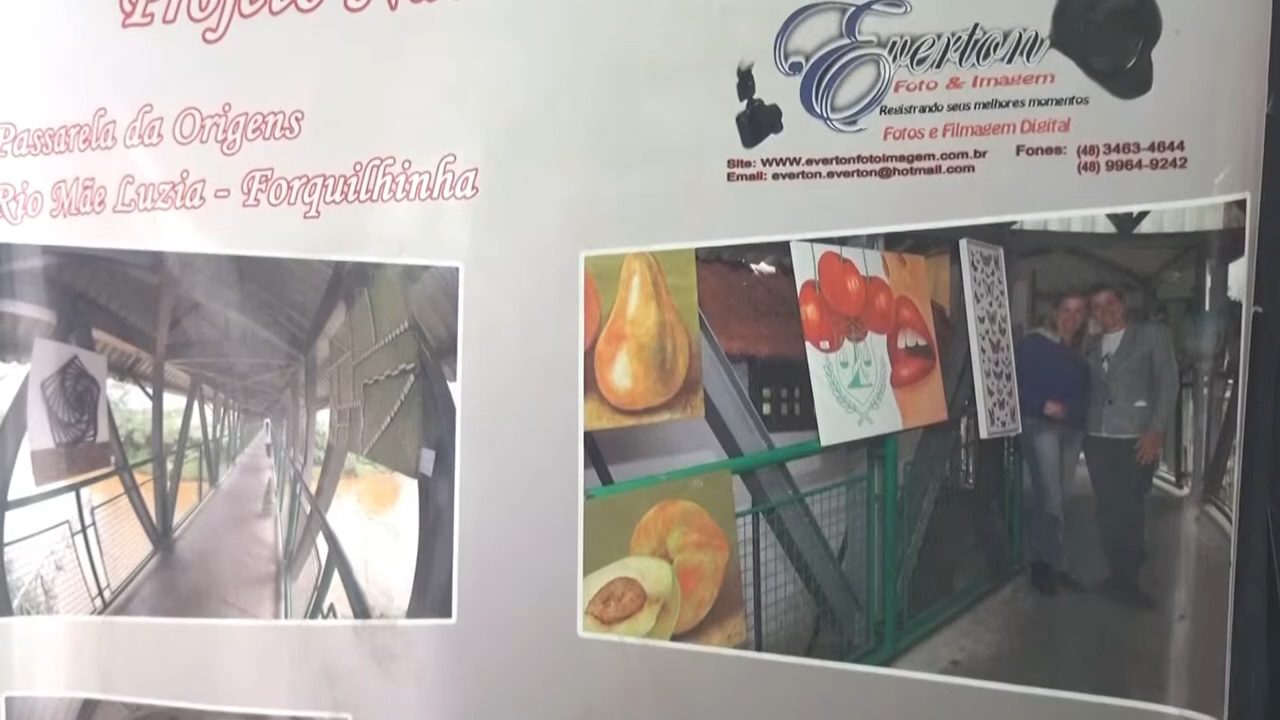 Projeto
Passarela da Origens
Rio Mãe Luzia - Forquilhinha
Everton
Foto & Imagem
Registrando seus melhores momentos
Fotos e Filmagem Digital
Site: WWW.evertonfotoimagem.com.br
Email: everton.everton@hotmail.com
Fones: (48) 3463-4644
(48) 9964-9242